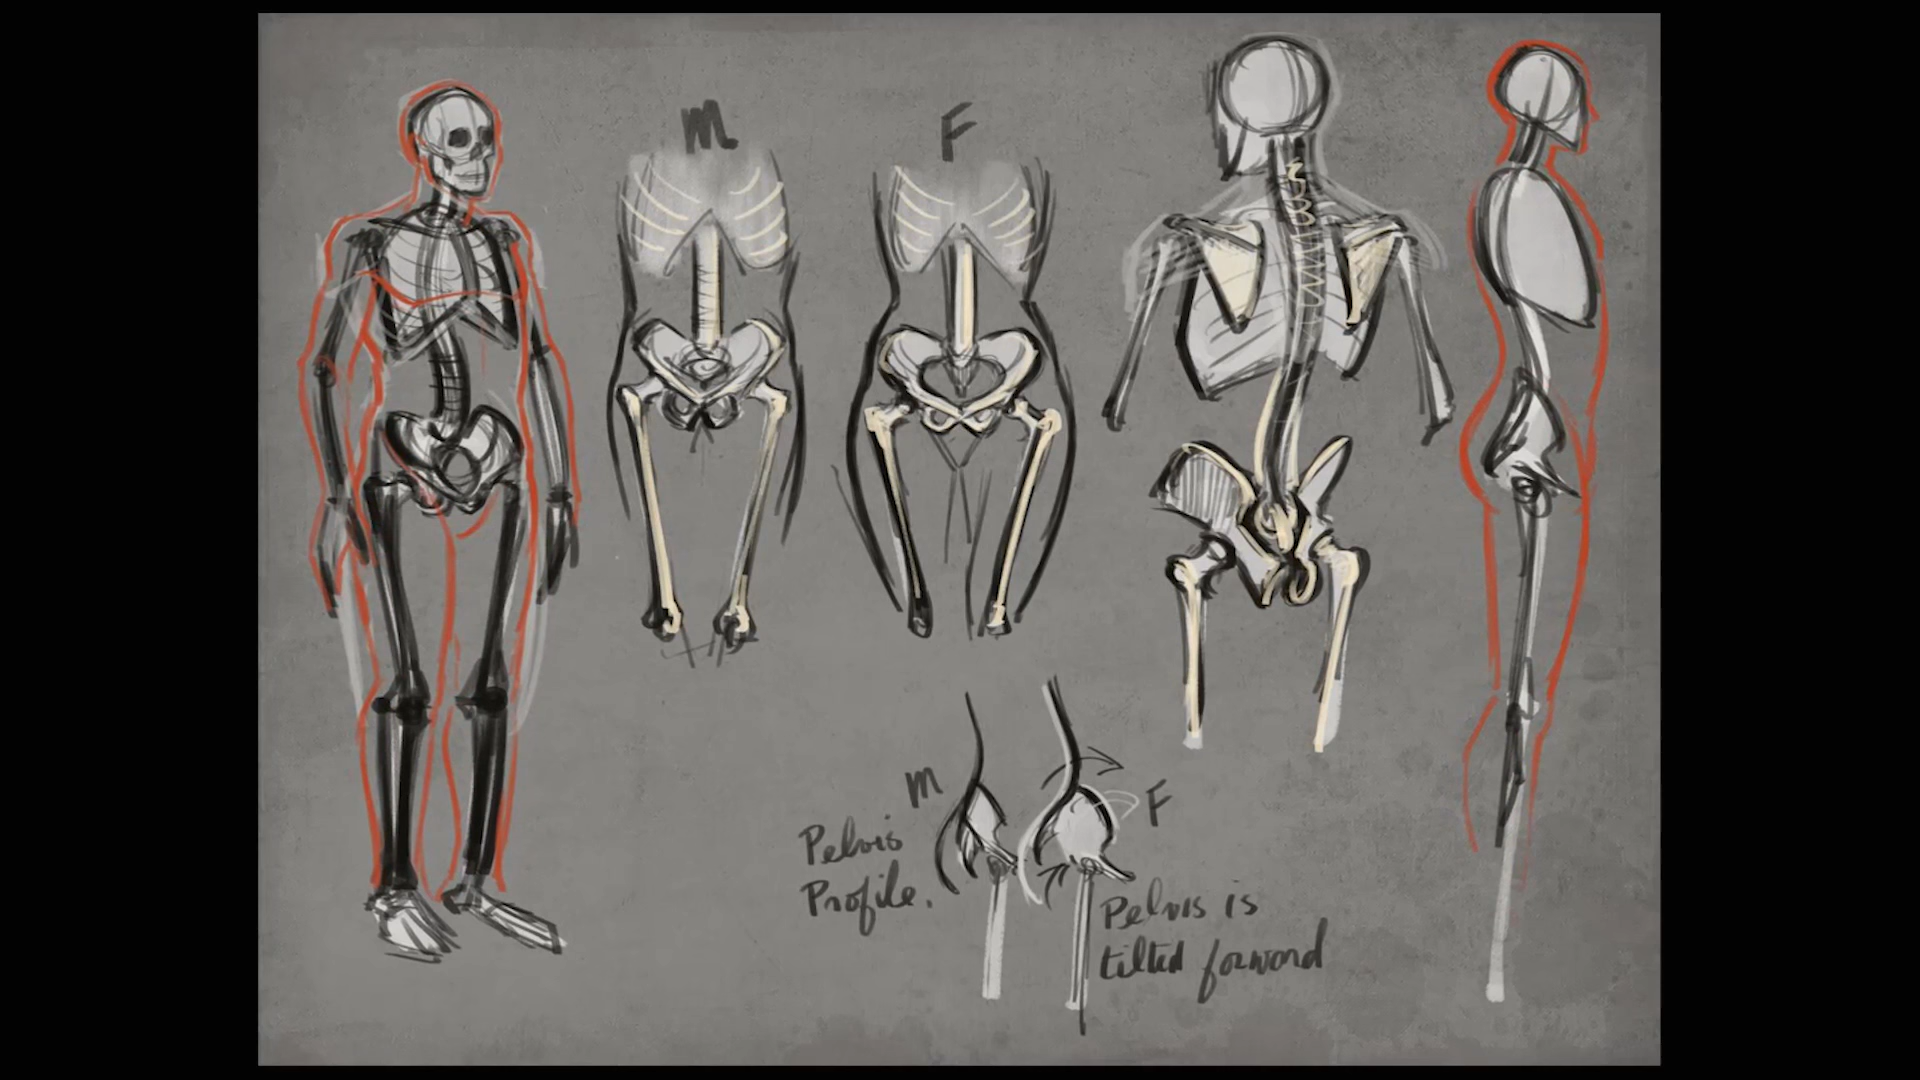 M
F
M
F
Pelvis
Profile.
Pelvis is
tilted forward